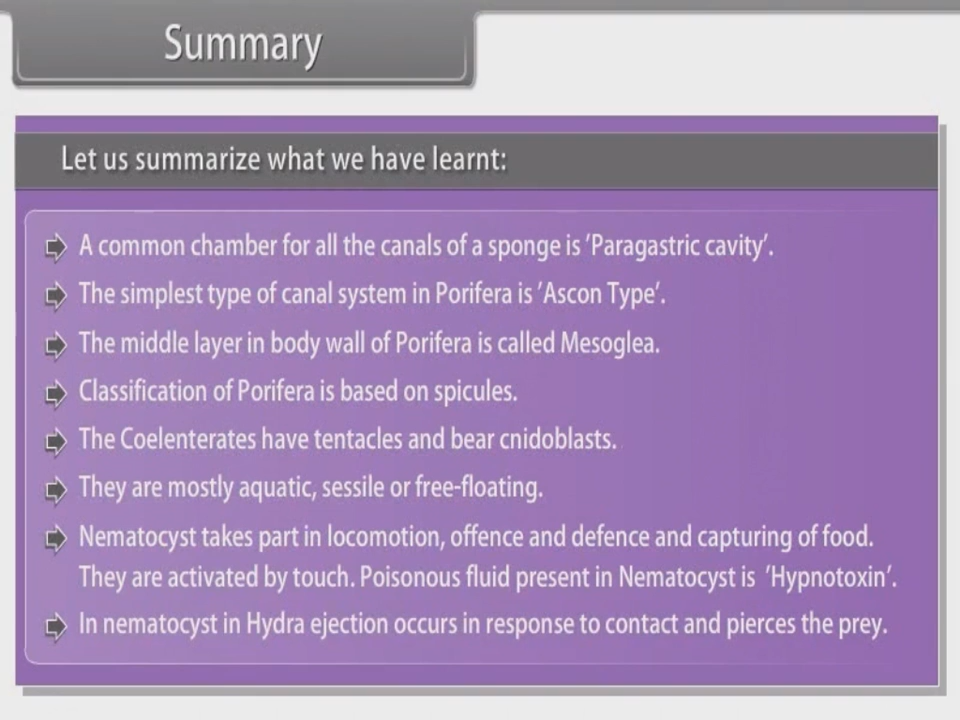 Summary
Let us summarize what we have learnt:
A common chamber for all the canals of a sponge is 'Paragastric cavity'.
The simplest type of canal system in Porifera is 'Ascon Type'.
The middle layer in body wall of Porifera is called Mesoglea.
Classification of Porifera is based on spicules.
The Coelenterates have tentacles and bear cnidoblasts.
They are mostly aquatic, sessile or free-floating.
Nematocyst takes part in locomotion, offence and defence and capturing of food.
They are activated by touch. Poisonous fluid present in Nematocyst is 'Hypnotoxin'.
In nematocyst in Hydra ejection occurs in response to contact and pierces the prey.